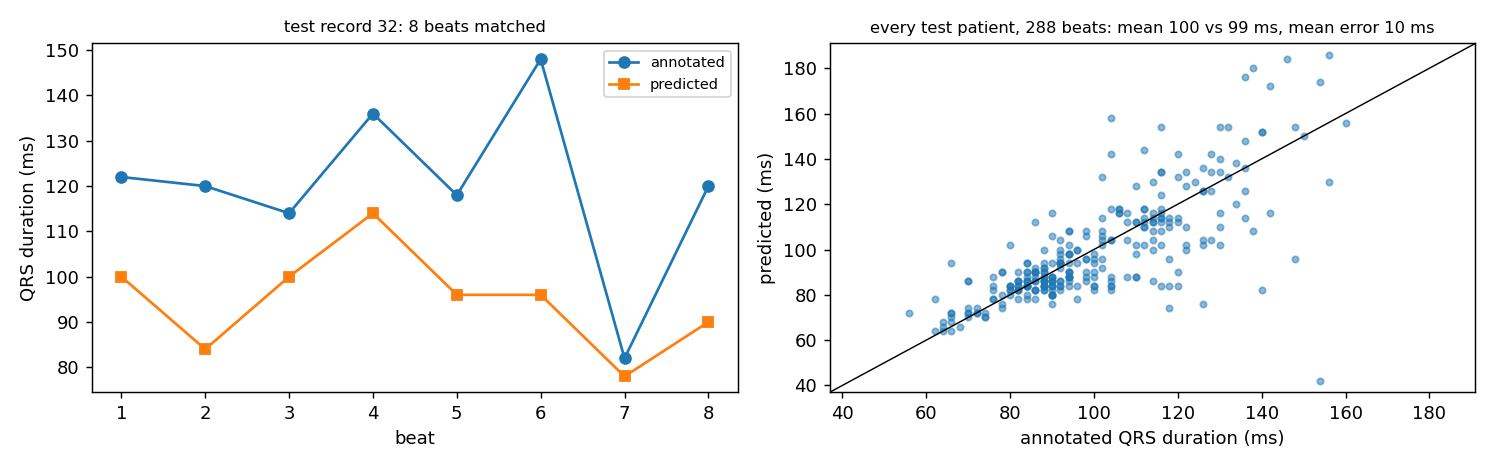 test record 32: 8 beats matched
150
140
130
120
110
100
90
80
QRS duration (ms)
annotated
predicted
1 2 3 4 5 6 7 8
beat
every test patient, 288 beats: mean 100 vs 99 ms, mean error 10 ms
180
160
140
120
100
80
60
40
predicted (ms)
40 60 80 100 120 140 160 180
annotated QRS duration (ms)